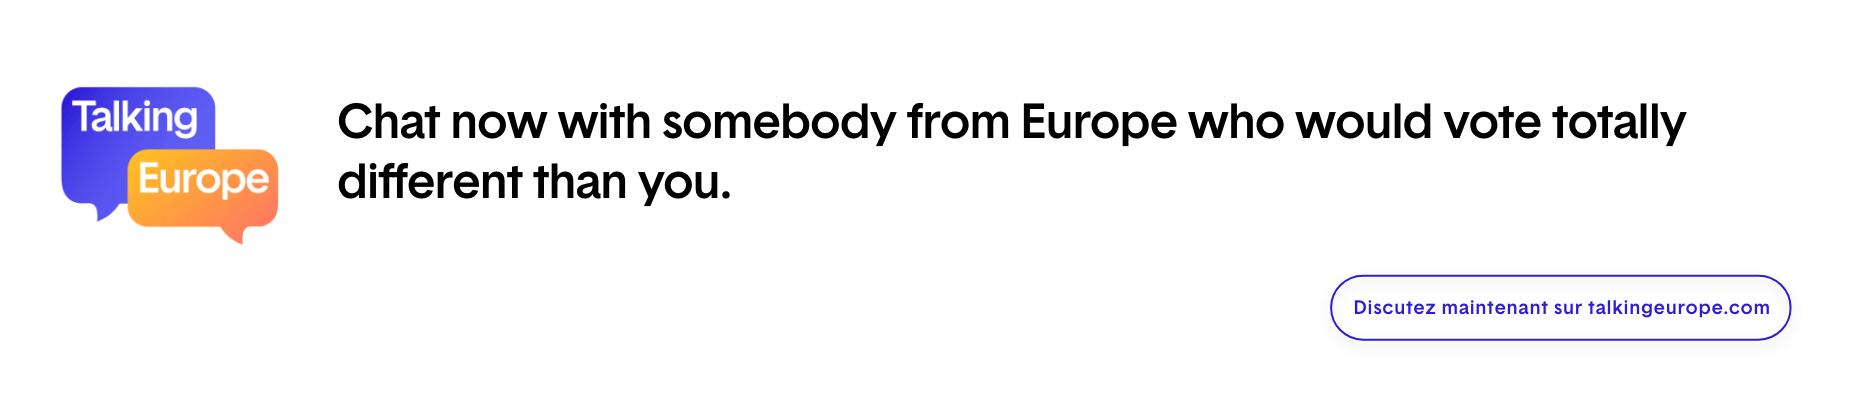 Talking
Europe
Chat now with somebody from Europe who would vote totally
different than you.
Discutez maintenant sur talkingeurope.com